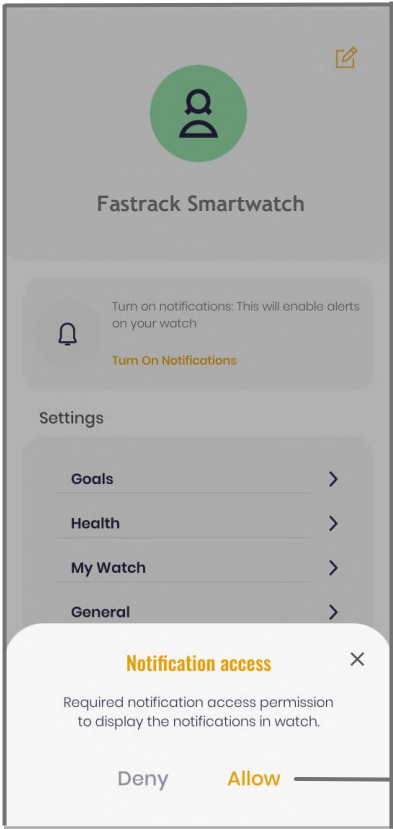 Fastrack Smartwatch
Turn on notifications: This will enable alerts
on your watch
Turn On Notifications
Settings
Goals
Health
My Watch
General
Notification access
Required notification access permission
to display the notifications in watch.
Deny Allow